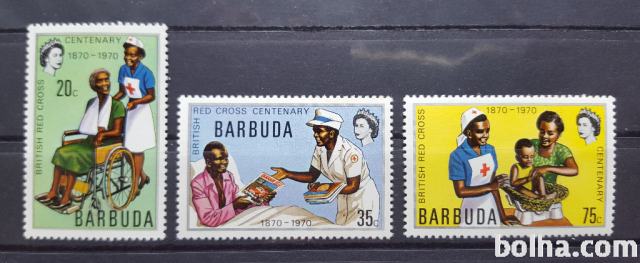 CENTENARY
1870-1970
20c
BRITISH RED CROSS
BARBUDA
BRITISH RED CROSS CENTENARY
BARBUDA
1870-1970
35c
BRITISH RED CROSS
1870-1970
CENTENARY
BARBUDA
75c
bolha.com